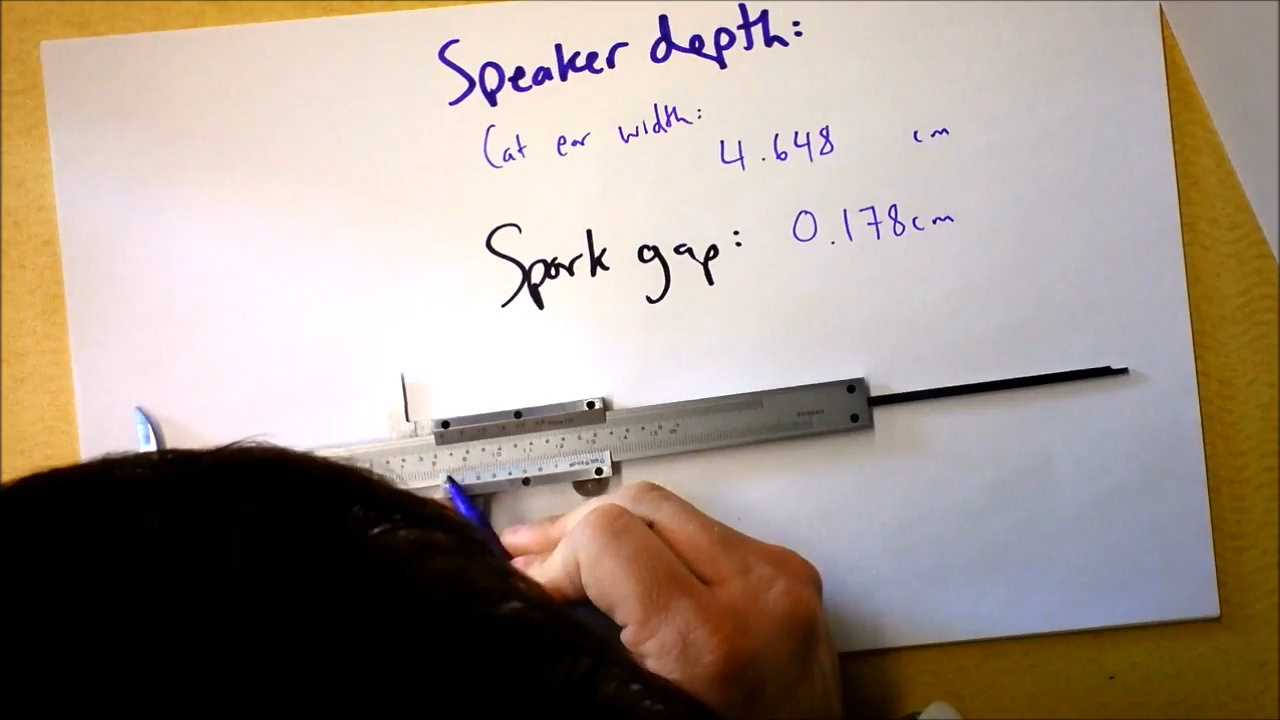 Speaker depth:
Cat ear width:
4.648 cm
Spark gap: 0.178cm